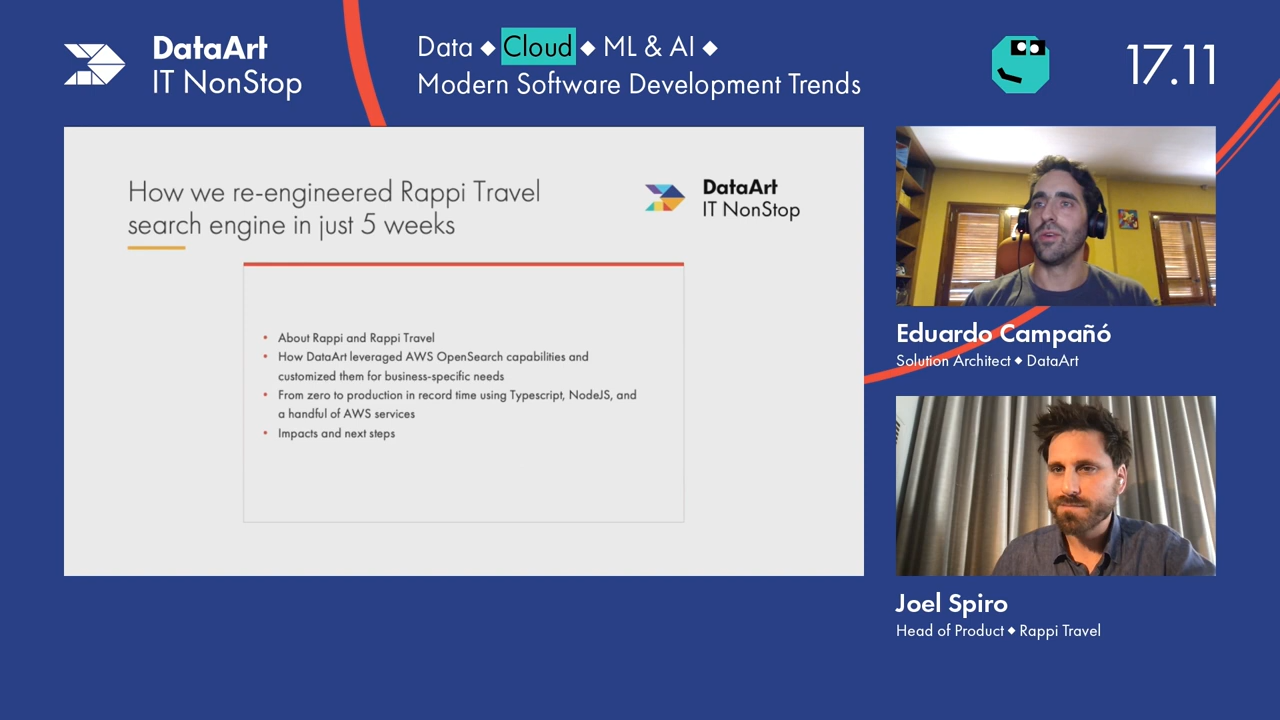 DataArt
IT NonStop
Data ◆ Cloud ◆ ML & AI ◆
Modern Software Development Trends
17.11
How we re-engineered Rappi Travel
search engine in just 5 weeks
DataArt
IT NonStop
• About Rappi and Rappi Travel
• How DataArt leveraged AWS OpenSearch capabilities and
customized them for business-specific needs
• From zero to production in record time using Typescript, NodeJS, and
a handful of AWS services
• Impacts and next steps
Eduardo Campañó
Solution Architect ◆ DataArt
Joel Spiro
Head of Product ◆ Rappi Travel